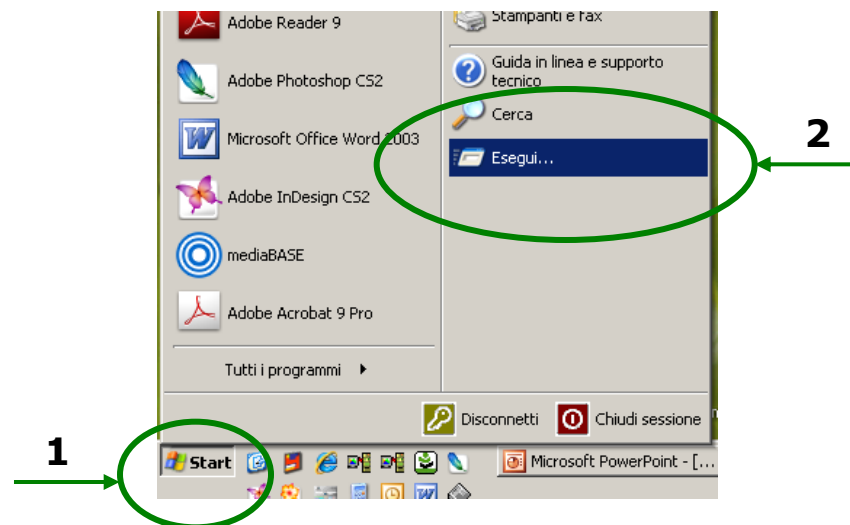 Adobe Reader 9
Adobe Photoshop CS2
Microsoft Office Word 2003
Adobe InDesign CS2
mediaBASE
Adobe Acrobat 9 Pro
Tutti i programmi
Stampanti e fax
Guida in linea e supporto
tecnico
Cerca
Esegui...
2
Disconnetti
Chiudi sessione
1
Start
Microsoft PowerPoint - [...